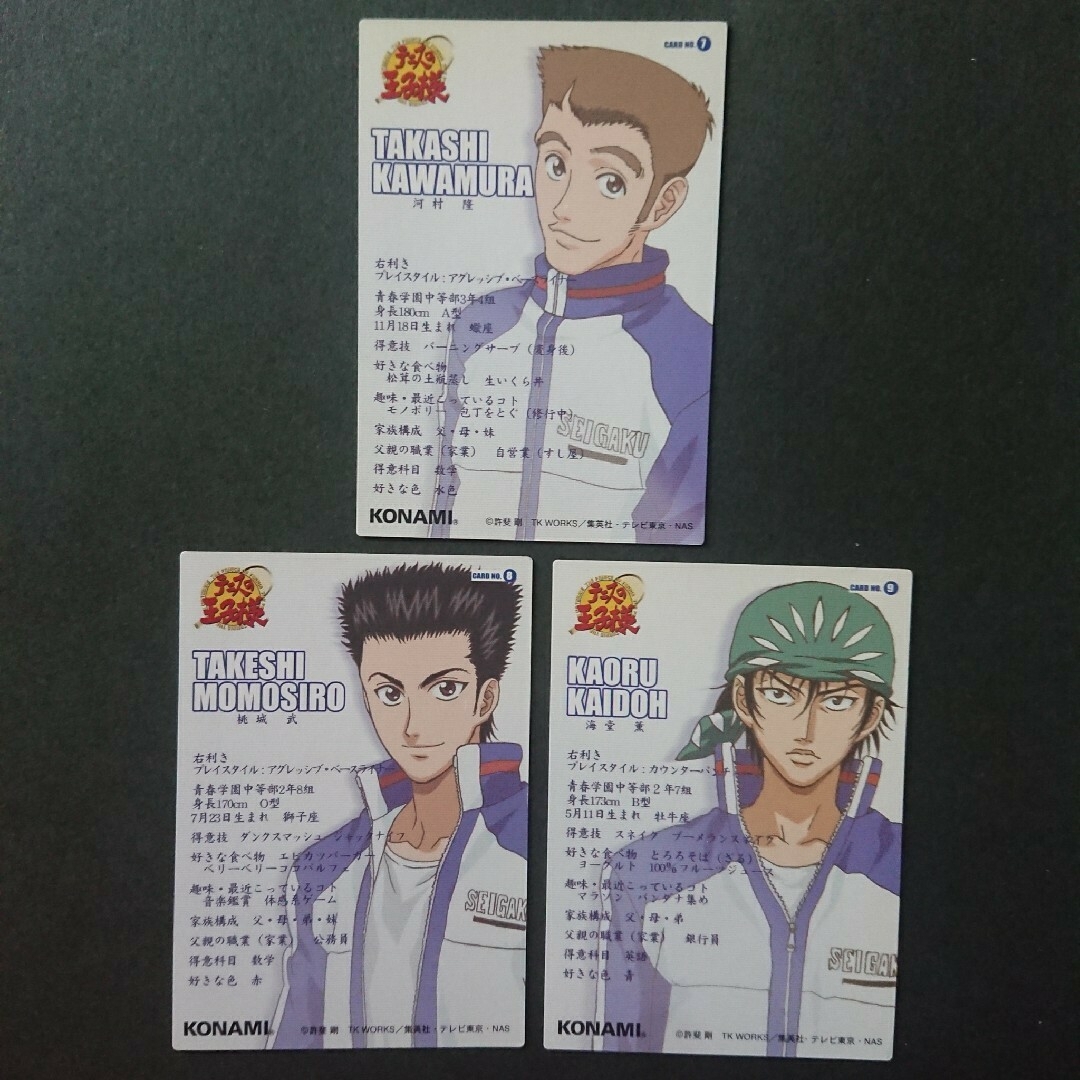 CARD NO. 7
テニスの
王子様
TAKASHI
KAWAMURA
河村 隆
右利き
プレイスタイル：アグレッシブ・ベースライナー
青春学園中等部3年4組
身長180cm A型
11月18日生まれ 蠍座
得意技 バーニングサーブ（変身後）
好きな食べ物
松茸の土瓶蒸し 生いくら丼
趣味・最近こっているコト
モノポリー 包丁をとぐ（修行中）
家族構成 父・母・妹
父親の職業（家業） 自営業（すし屋）
得意科目 数学
好きな色 水色
SEIGAKU
KONAMI®
©許斐 剛 TK WORKS／集英社・テレビ東京・NAS
CARD NO. 8
テニスの
王子様
TAKESHI
MOMOSIRO
桃城 武
右利き
プレイスタイル：アグレッシブ・ベースライナー
青春学園中等部2年8組
身長170cm O型
7月23日生まれ 獅子座
得意技 ダンクスマッシュ ジャックナイフ
好きな食べ物 エビカツバーガー
ベリーベリーココパルフェ
趣味・最近こっているコト
音楽鑑賞 体感系ゲーム
家族構成 父・母・弟・妹
父親の職業（家業） 公務員
得意科目 数学
好きな色 赤
SEIGAK
KONAMI®
©許斐 剛 TK WORKS／集英社・テレビ東京・NAS
CARD NO. 9
テニスの
王子様
KAORU
KAIDOH
海堂 薫
右利き
プレイスタイル：カウンターパンチャー
青春学園中等部２年7組
身長173cm B型
5月11日生まれ 牡牛座
得意技 スネイク ブーメランスネイク
好きな食べ物 とろろそば（ざる）
ヨーグルト 100％フルーツジュース
趣味・最近こっているコト
マラソン バンダナ集め
家族構成 父・母・弟
父親の職業（家業） 銀行員
得意科目 英語
好きな色 青
SEIGAK
KONAMI®
©許斐 剛 TK WORKS／集英社・テレビ東京・NAS